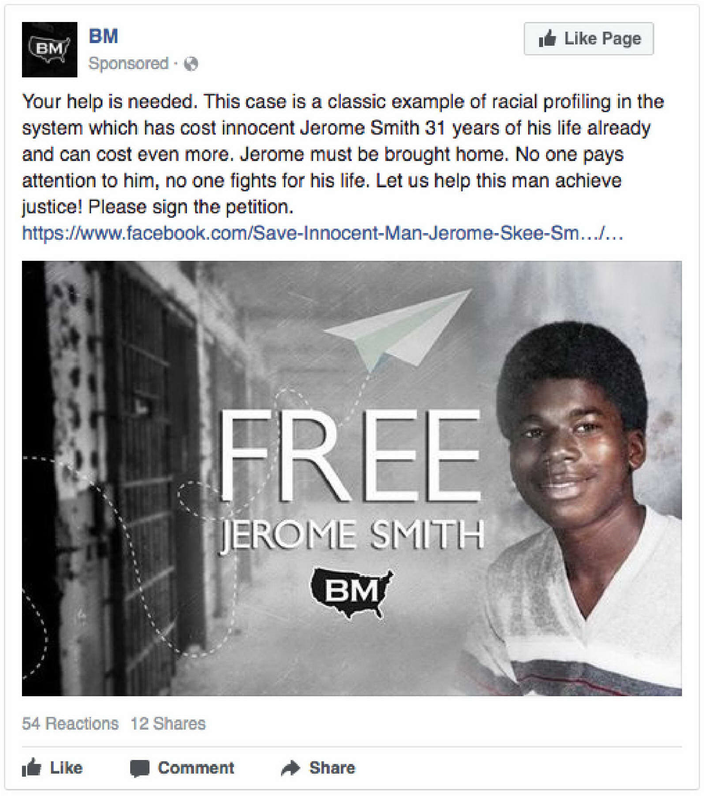 BM
BM
Like Page
Sponsored ·
Your help is needed. This case is a classic example of racial profiling in the
system which has cost innocent Jerome Smith 31 years of his life already
and can cost even more. Jerome must be brought home. No one pays
attention to him, no one fights for his life. Let us help this man achieve
justice! Please sign the petition.
https://www.facebook.com/Save-Innocent-Man-Jerome-Skee-Sm…/…
FREE
JEROME SMITH
BM
54 Reactions 12 Shares
Like Comment Share